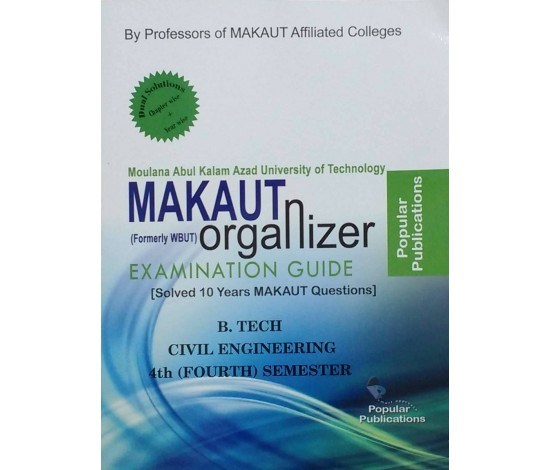 By Professors of MAKAUT Affiliated Colleges
Dual Solutions
Chapter wise
+
Year wise
Moulana Abul Kalam Azad University of Technology
MAKAUT
(Formerly WBUT)
organizer
EXAMINATION GUIDE
[Solved 10 Years MAKAUT Questions]
Popular
Publications
B. TECH
CIVIL ENGINEERING
4th (FOURTH) SEMESTER
Popular
Publications